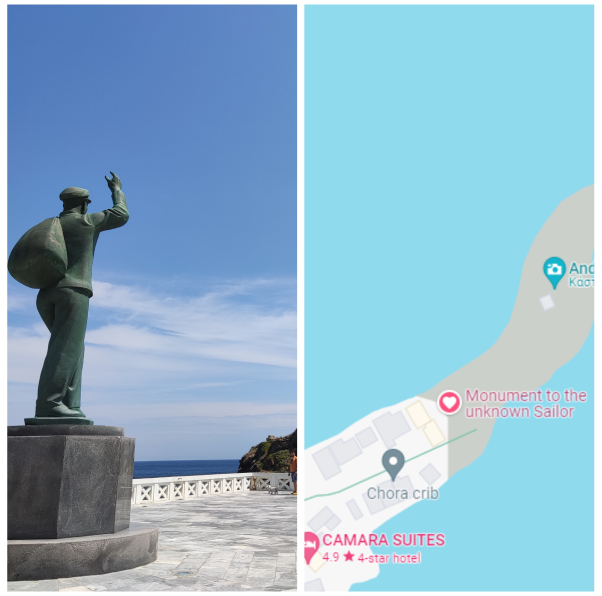 And
Καστ
Monument to the
unknown Sailor
Chora crib
CAMARA SUITES
4.9 ★ 4-star hotel